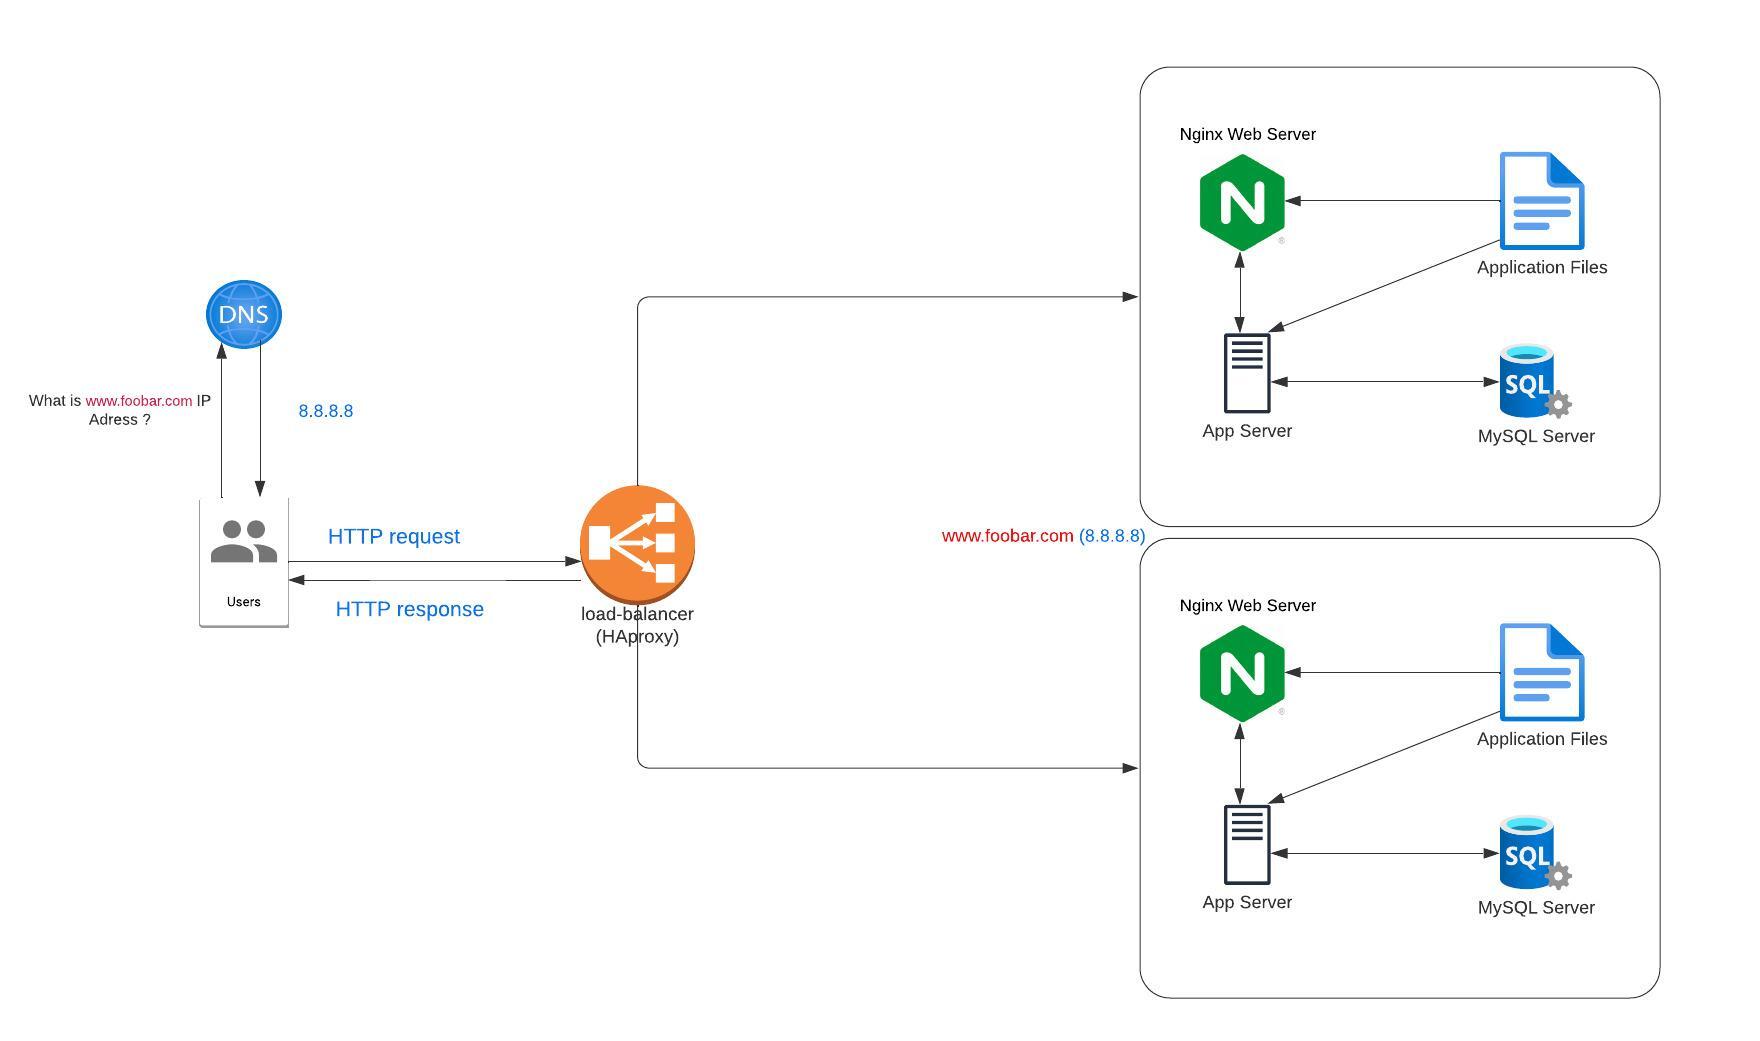 Nginx Web Server
N
®
Application Files
DNS
What is www.foobar.com IP
Adress ?
8.8.8.8
SQL
App Server
MySQL Server
HTTP request
www.foobar.com (8.8.8.8)
Users
HTTP response
load-balancer
(HAproxy)
Nginx Web Server
N
®
Application Files
SQL
App Server
MySQL Server